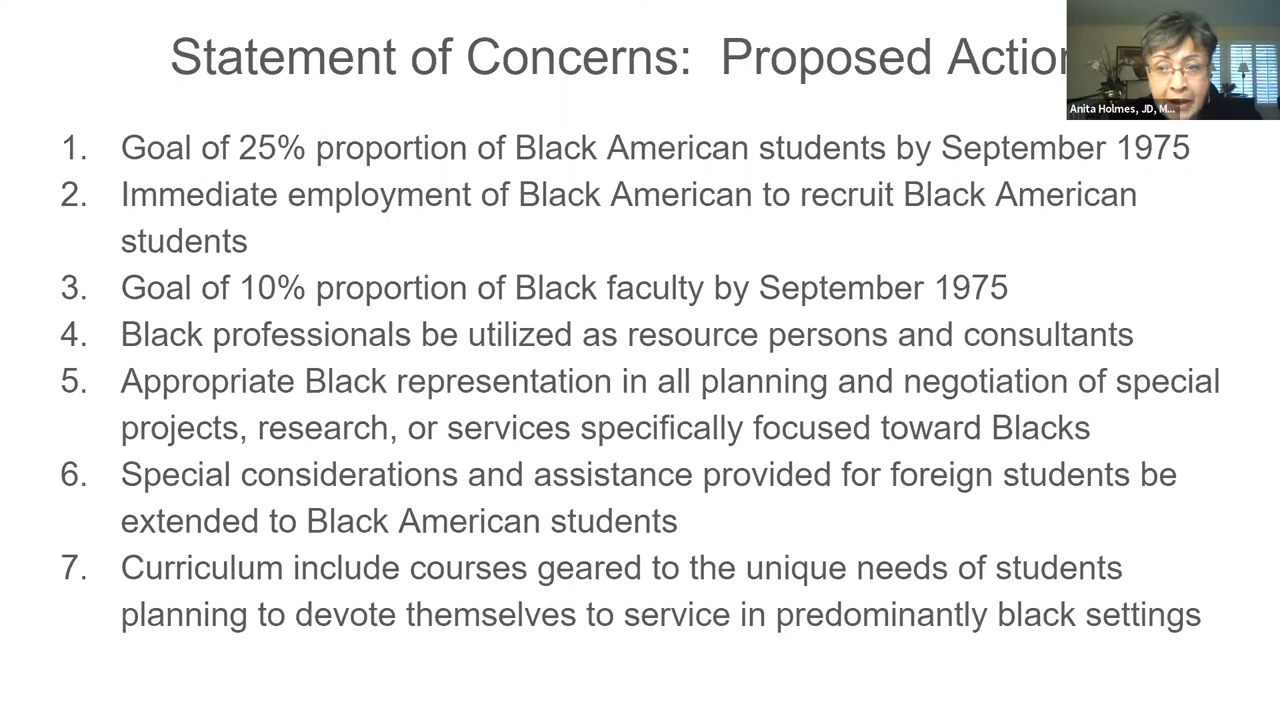 Statement of Concerns: Proposed Action
Anita Holmes, JD, M...
1. Goal of 25% proportion of Black American students by September 1975
2. Immediate employment of Black American to recruit Black American
students
3. Goal of 10% proportion of Black faculty by September 1975
4. Black professionals be utilized as resource persons and consultants
5. Appropriate Black representation in all planning and negotiation of special
projects, research, or services specifically focused toward Blacks
6. Special considerations and assistance provided for foreign students be
extended to Black American students
7. Curriculum include courses geared to the unique needs of students
planning to devote themselves to service in predominantly black settings